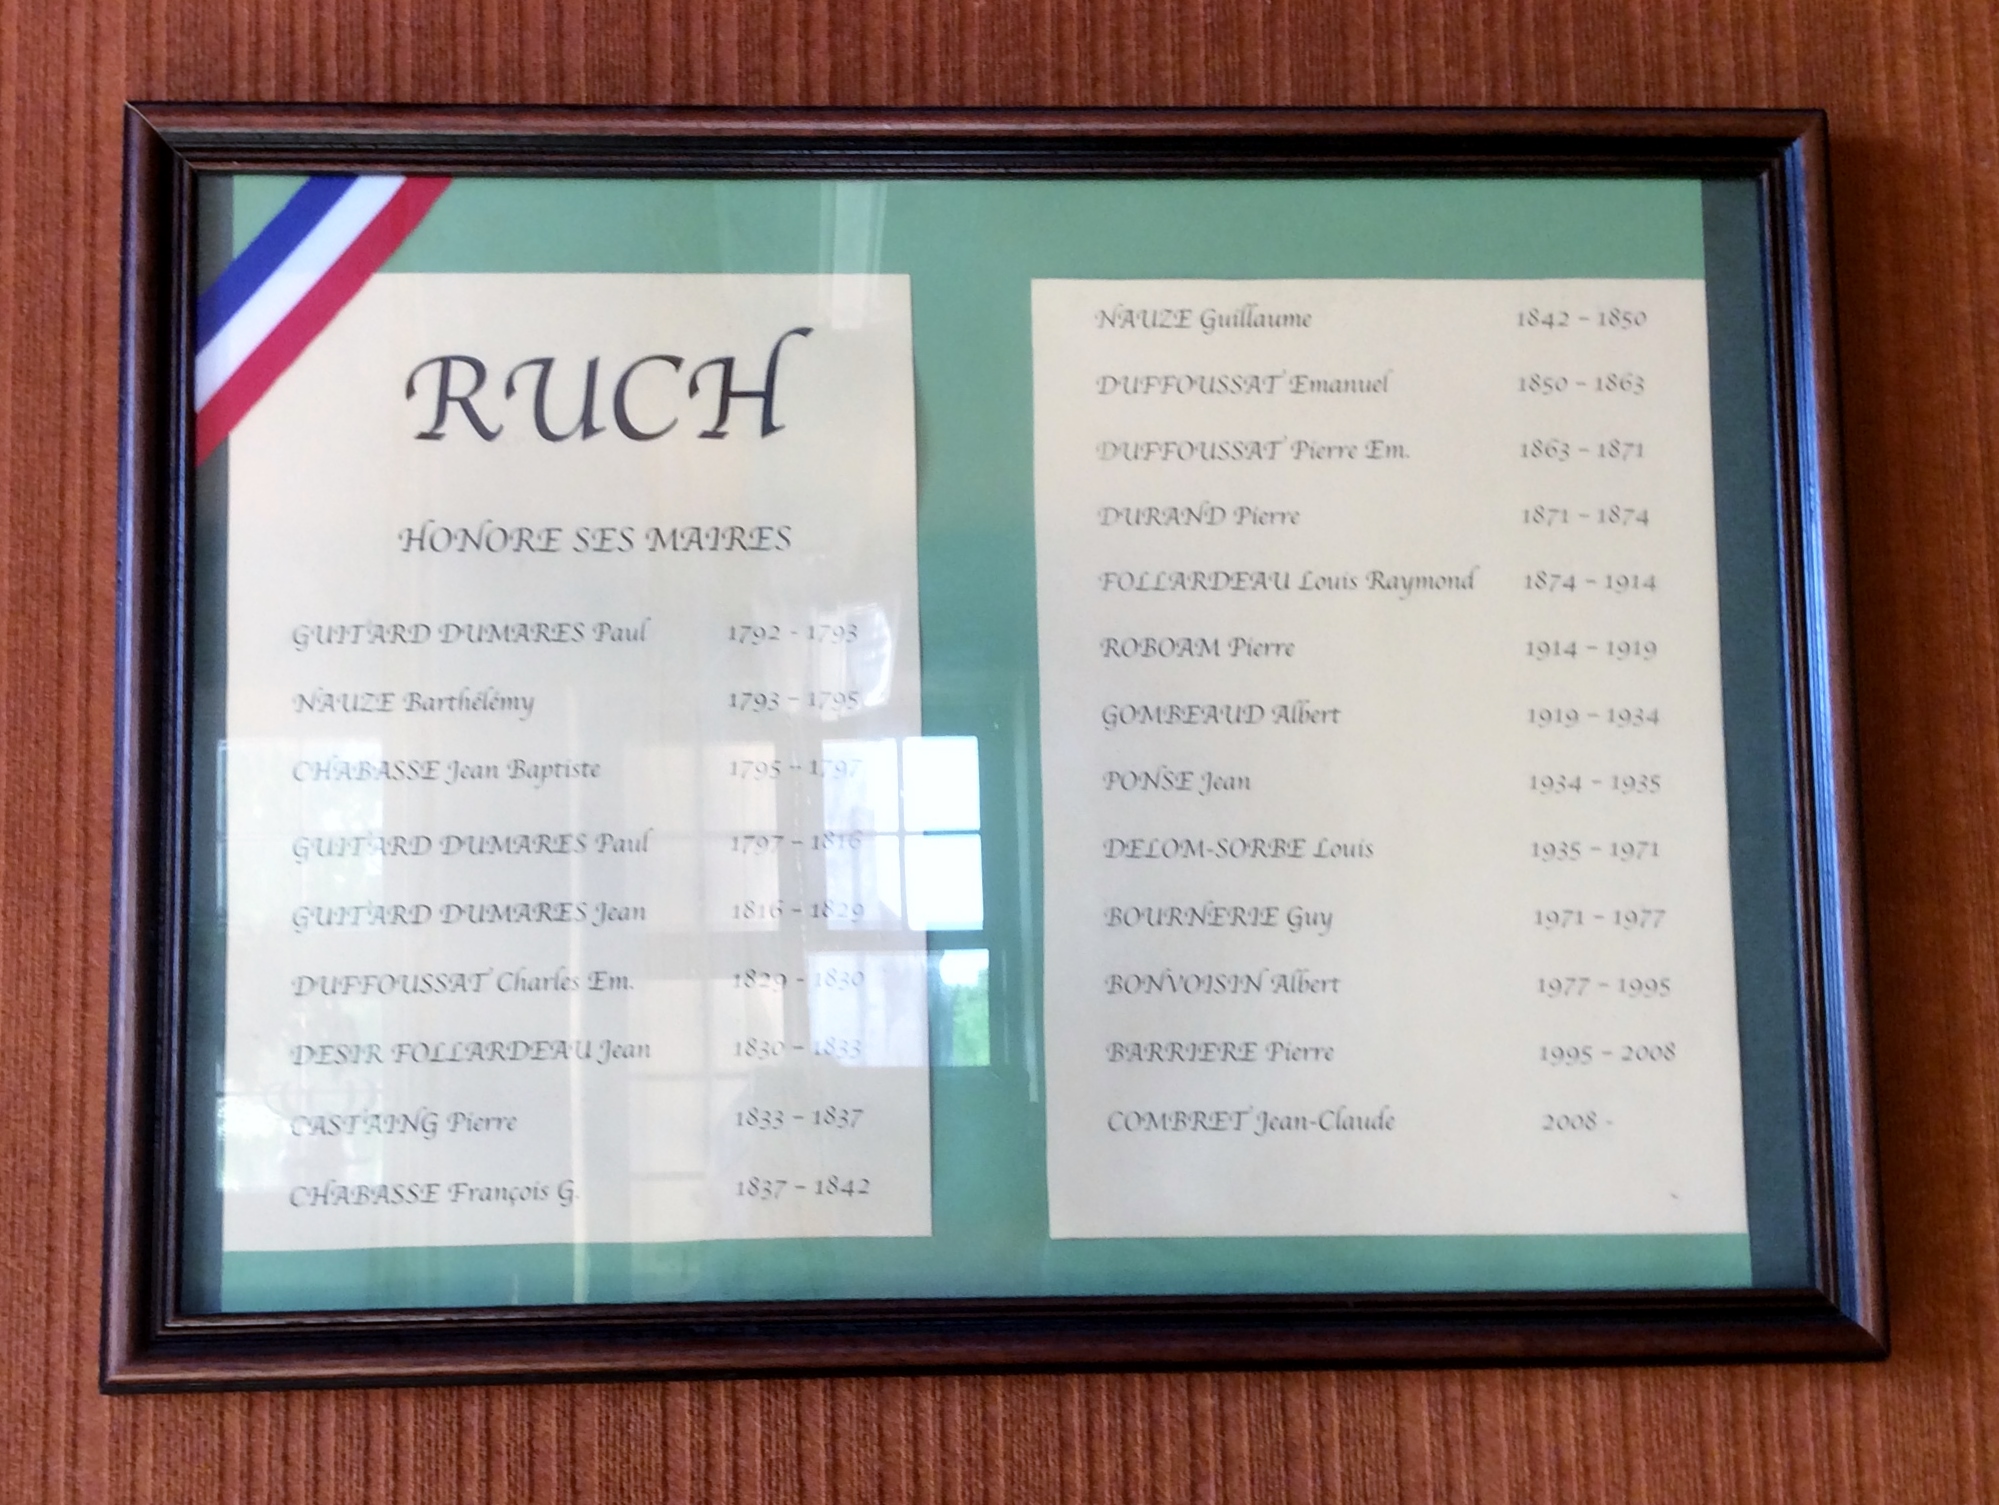 RUCH
HONORE SES MAIRES
GUITARD DUMARES Paul 1792 - 1793
NAUZE Barthélémy 1793 - 1795
CHABASSE Jean Baptiste 1795 - 1797
GUITARD DUMARES Paul 1797 - 1816
GUITARD DUMARES Jean 1816 - 1829
DUFFOUSSAT Charles Em. 1829 - 1830
DESIR FOLLARDEAU Jean 1830 - 1833
CASTAING Pierre 1833 - 1837
CHABASSE François G. 1837 - 1842
NAUZE Guillaume 1842 - 1850
DUFFOUSSAT Emanuel 1850 - 1863
DUFFOUSSAT Pierre Em. 1863 - 1871
DURAND Pierre 1871 - 1874
FOLLARDEAU Louis Raymond 1874 - 1914
ROBOAM Pierre 1914 - 1919
GOMBEAUD Albert 1919 - 1934
PONSE Jean 1934 - 1935
DELOM-SORBE Louis 1935 - 1971
BOURNERIE Guy 1971 - 1977
BONVOISIN Albert 1977 - 1995
BARRIERE Pierre 1995 - 2008
COMBRET Jean-Claude 2008 -